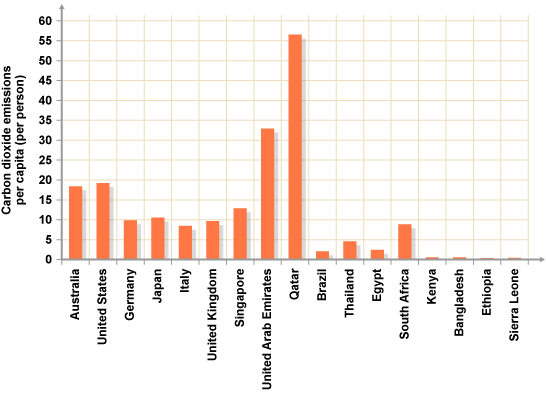 Carbon dioxide emissions
per capita (per person)
60
55
50
45
40
35
30
25
20
15
10
5
0
Australia
United States
Germany
Japan
Italy
United Kingdom
Singapore
United Arab Emirates
Qatar
Brazil
Thailand
Egypt
South Africa
Kenya
Bangladesh
Ethiopia
Sierra Leone